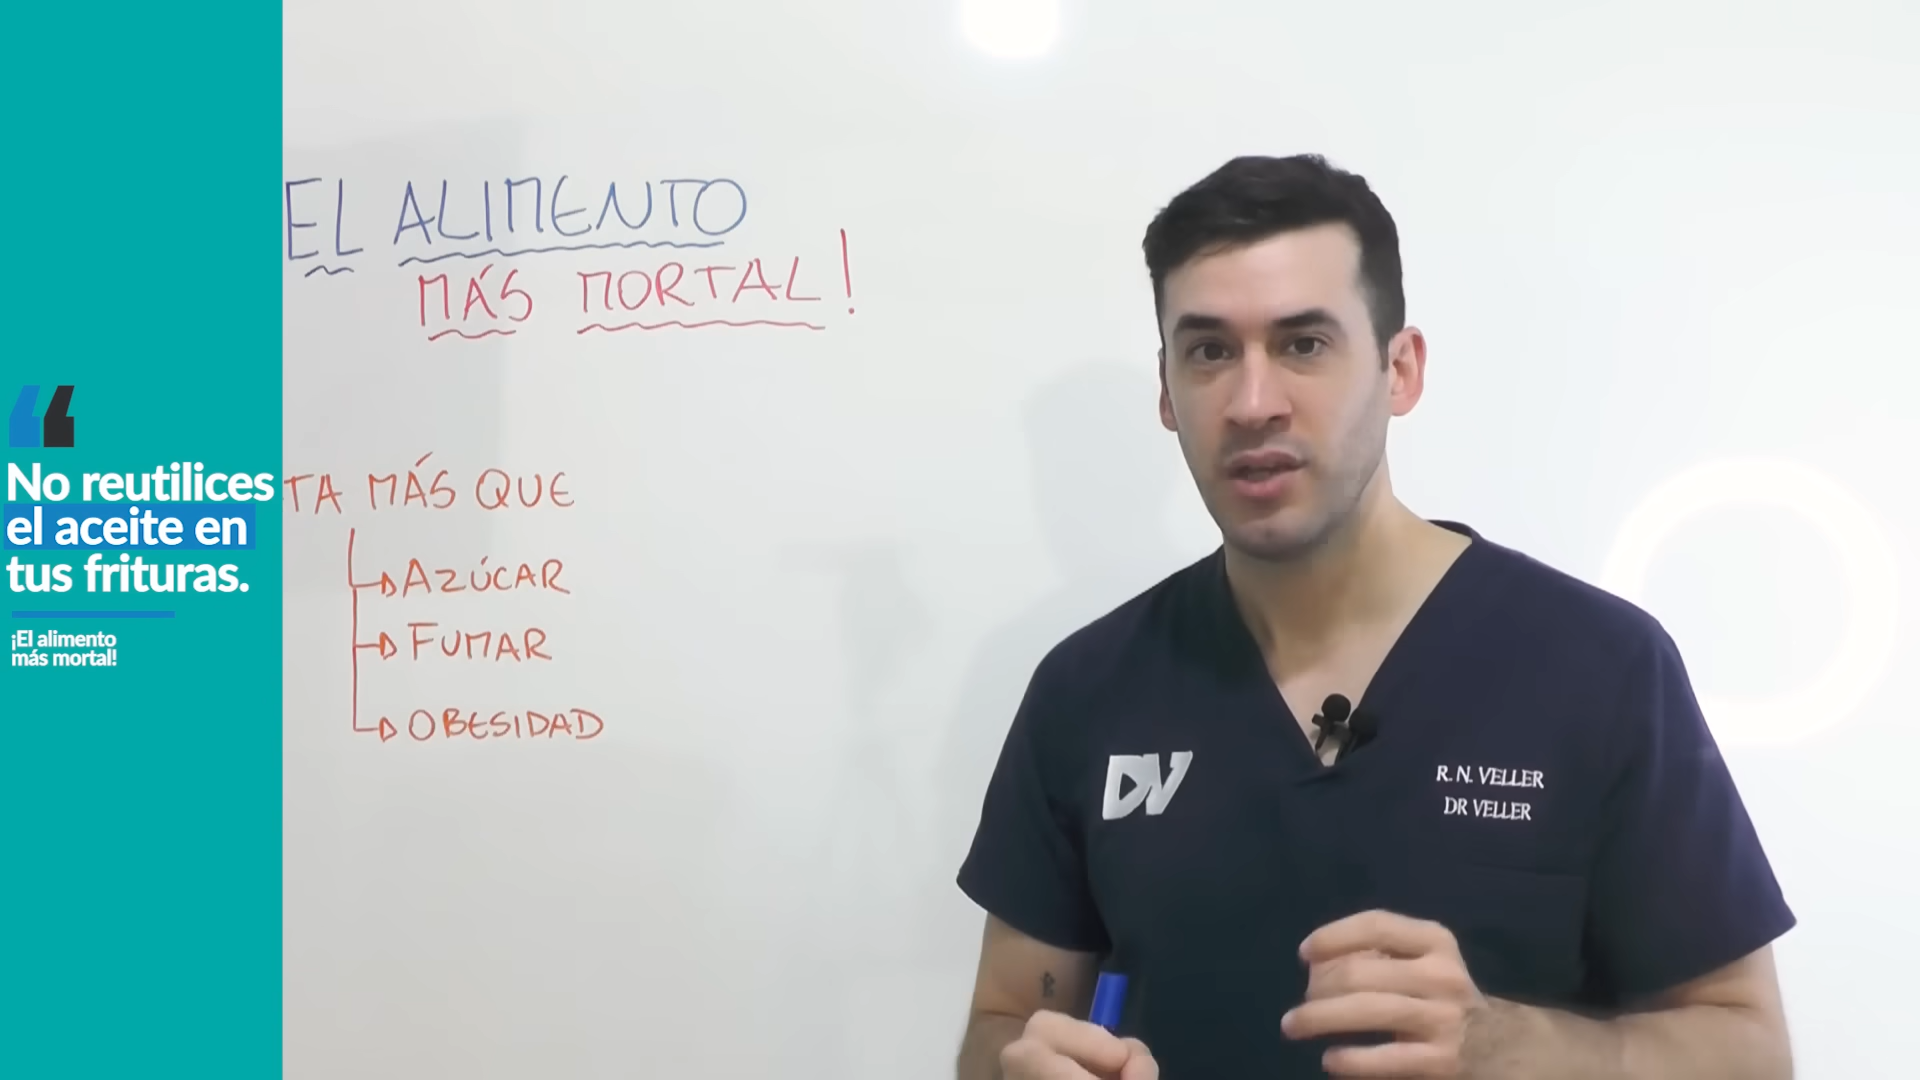 EL ALIMENTO
MÁS MORTAL!
TA MÁS QUE
AZÚCAR
FUMAR
OBESIDAD
No reutilices
el aceite en
tus frituras.
¡El alimento
más mortal!
DV
R. N. VELLER
DR VELLER